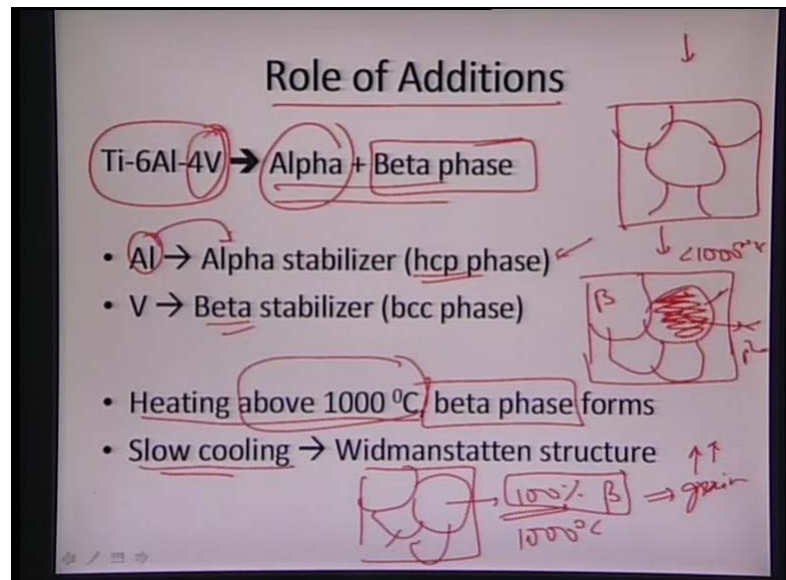 Role of Additions
Ti-6Al-4V → Alpha + Beta phase
• Al → Alpha stabilizer (hcp phase)
• V → Beta stabilizer (bcc phase)
<1000°C
β
• Heating above 1000 ⁰C, beta phase forms
• Slow cooling → Widmanstatten structure
100% β ⇒ grain
1000°C